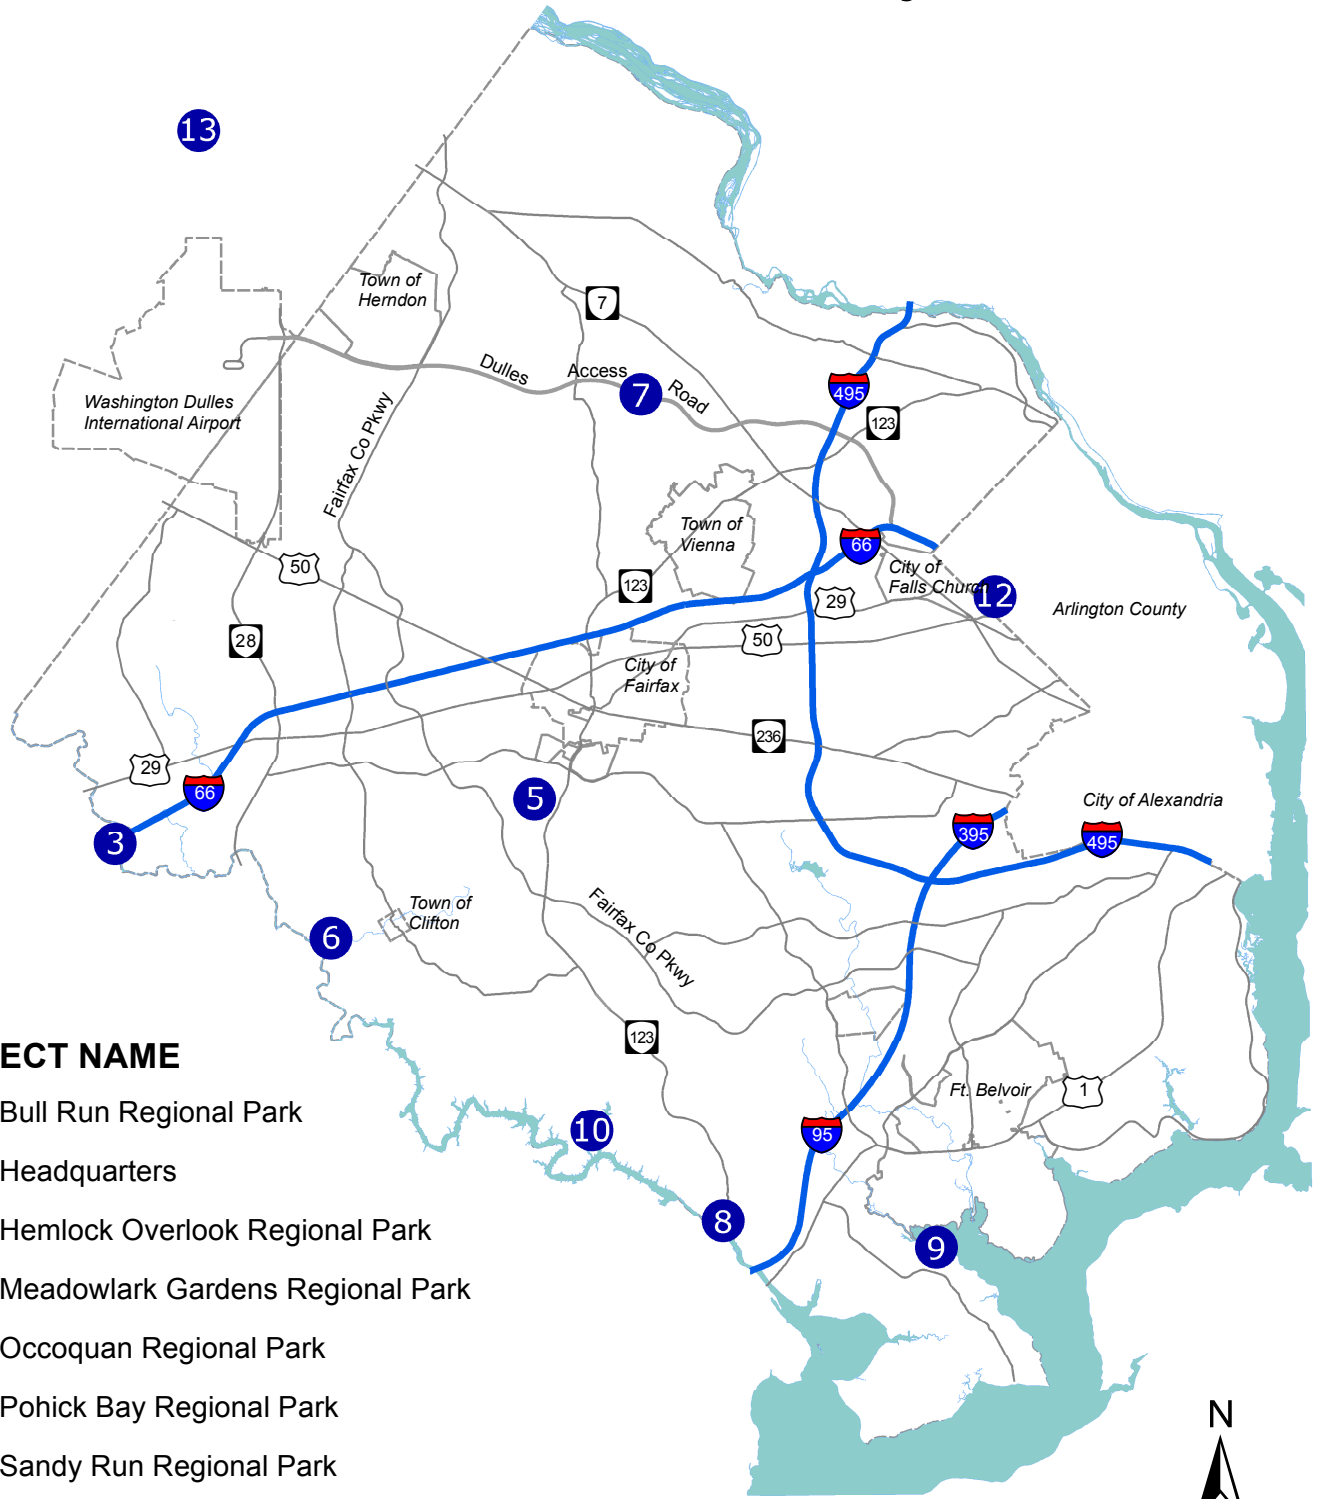 13
Town of
Herndon
7
Dulles
Access
7
Road
495
123
Washington Dulles
International Airport
Fairfax Co Pkwy
Town of
Vienna
66
50
123
City of
Falls Church
12
29
Arlington County
28
50
City of
Fairfax
236
29
66
5
City of Alexandria
395
495
3
Town of
Clifton
Fairfax Co Pkwy
6
123
ECT NAME
Ft. Belvoir
1
Bull Run Regional Park
10
95
Headquarters
8
Hemlock Overlook Regional Park
9
Meadowlark Gardens Regional Park
Occoquan Regional Park
Pohick Bay Regional Park
N
Sandy Run Regional Park